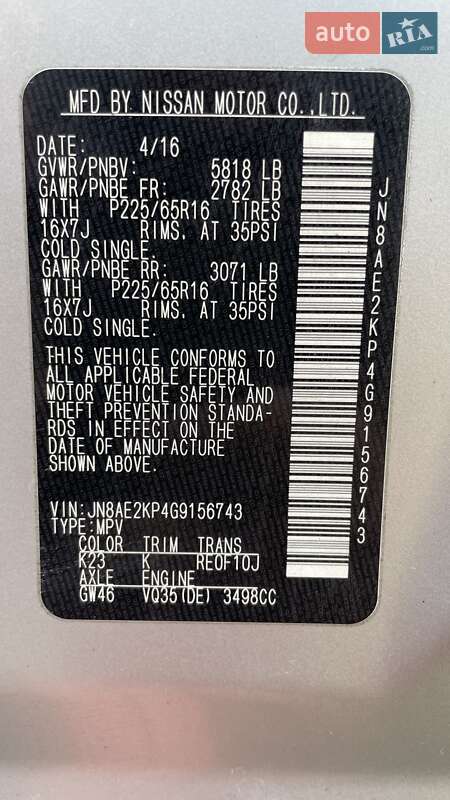 auto RIA .com
MFD BY NISSAN MOTOR CO.,LTD.
DATE: 4/16
GVWR/PNBV: 5818 LB
GAWR/PNBE FR: 2782 LB
WITH P225/65R16 TIRES
16X7J RIMS, AT 35PSI
COLD SINGLE.
GAWR/PNBE RR: 3071 LB
WITH P225/65R16 TIRES
16X7J RIMS, AT 35PSI
COLD SINGLE.
THIS VEHICLE CONFORMS TO
ALL APPLICABLE FEDERAL
MOTOR VEHICLE SAFETY AND
THEFT PREVENTION STANDA-
RDS IN EFFECT ON THE
DATE OF MANUFACTURE
SHOWN ABOVE.
VIN:JN8AE2KP4G9156743
TYPE:MPV
COLOR TRIM TRANS
K23 K RE0F10J
AXLE ENGINE
GW46 VQ35(DE) 3498CC
JN8AE2KP4G9156743